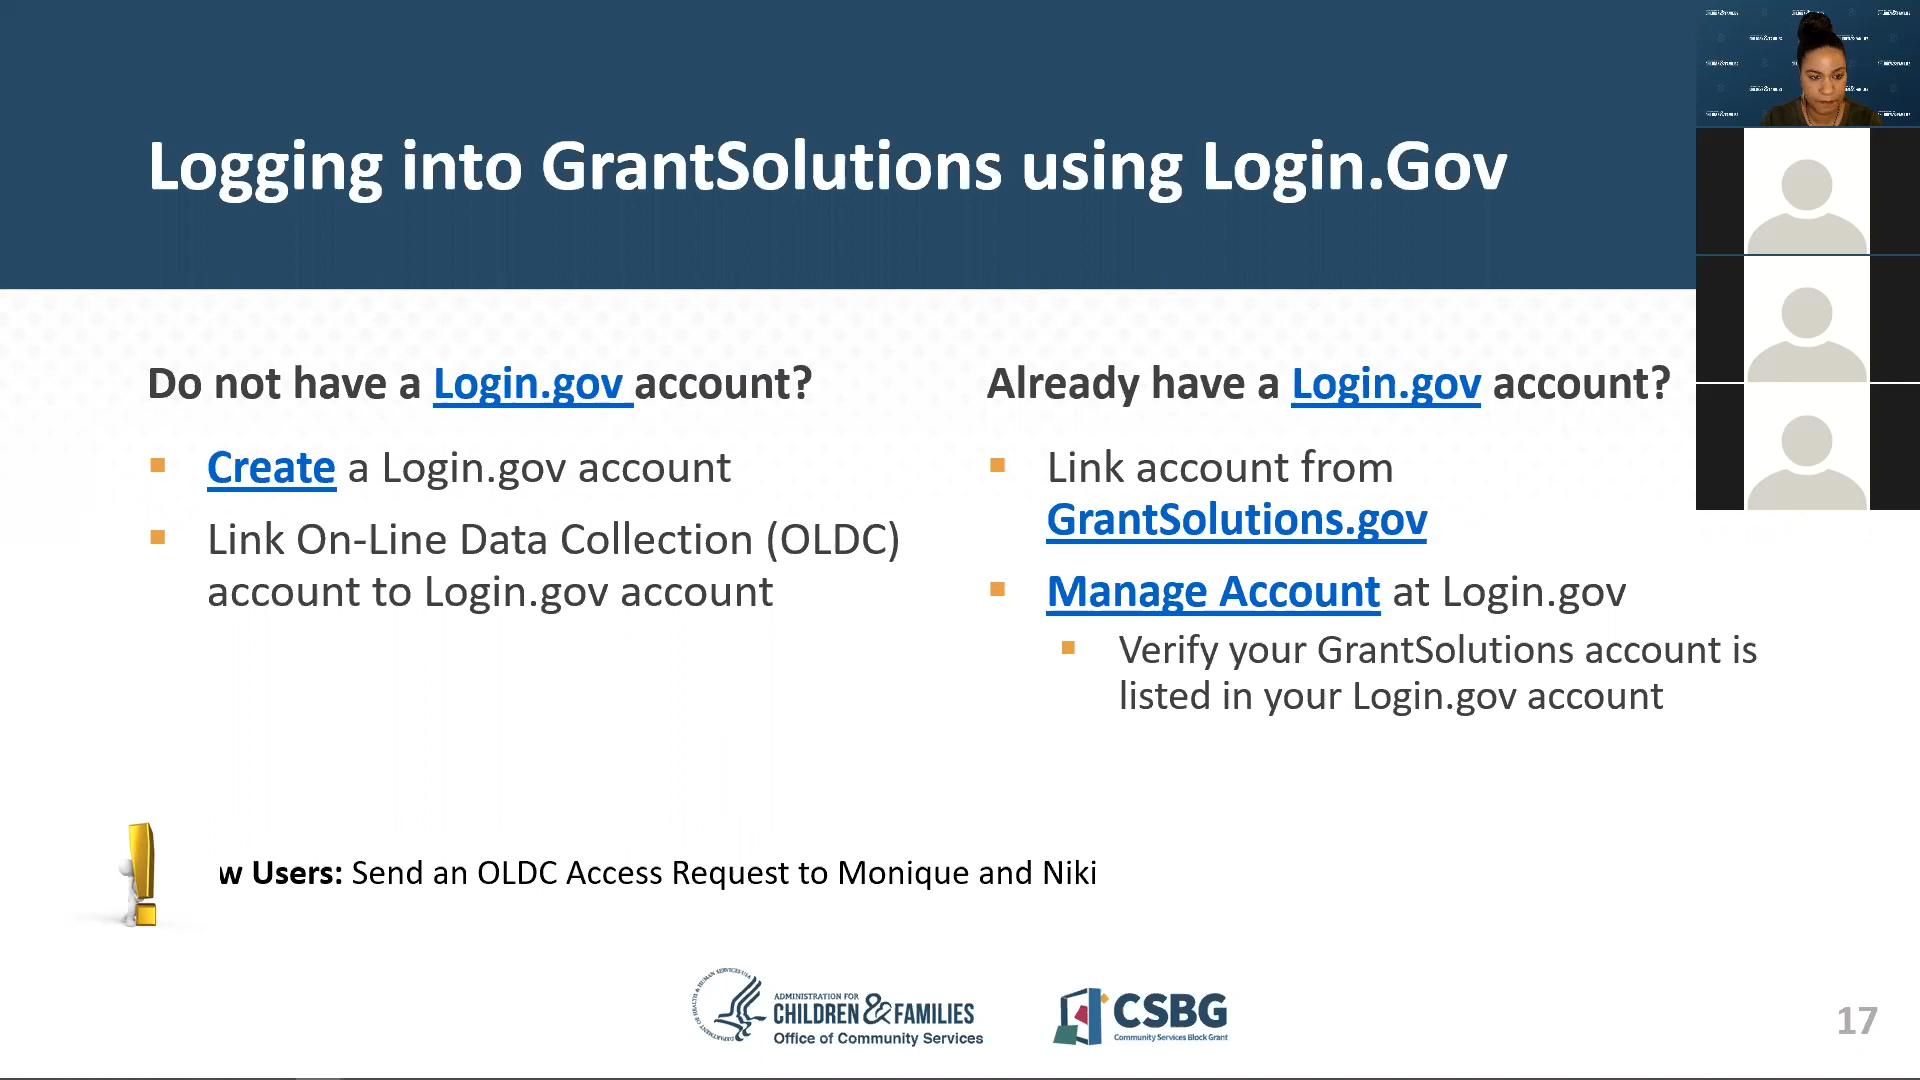 Logging into GrantSolutions using Login.Gov
Do not have a Login.gov account?
Create a Login.gov account
Link On-Line Data Collection (OLDC)
account to Login.gov account
Already have a Login.gov account?
Link account from
GrantSolutions.gov
Manage Account at Login.gov
Verify your GrantSolutions account is
listed in your Login.gov account
w Users: Send an OLDC Access Request to Monique and Niki
ADMINISTRATION FOR
CHILDREN & FAMILIES
Office of Community Services
CSBG
Community Services Block Grant
17